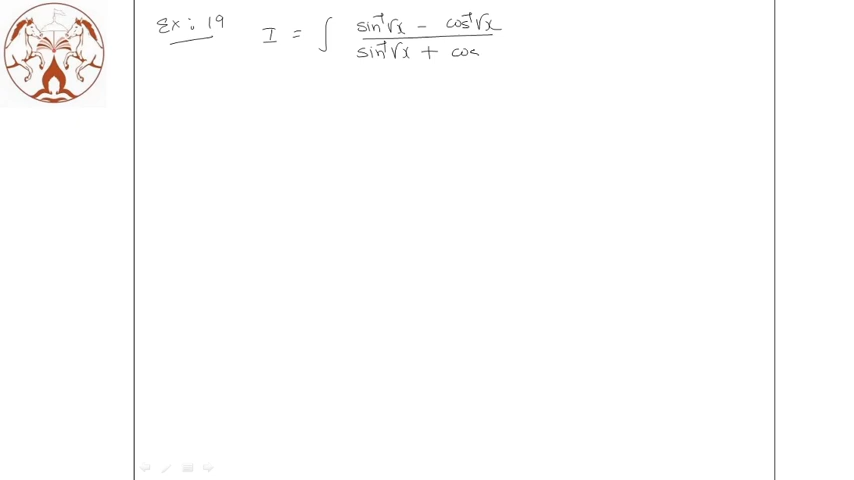 Ex: 19 I = ∫ sin⁻¹√x − cos⁻¹√x
sin⁻¹√x + cos